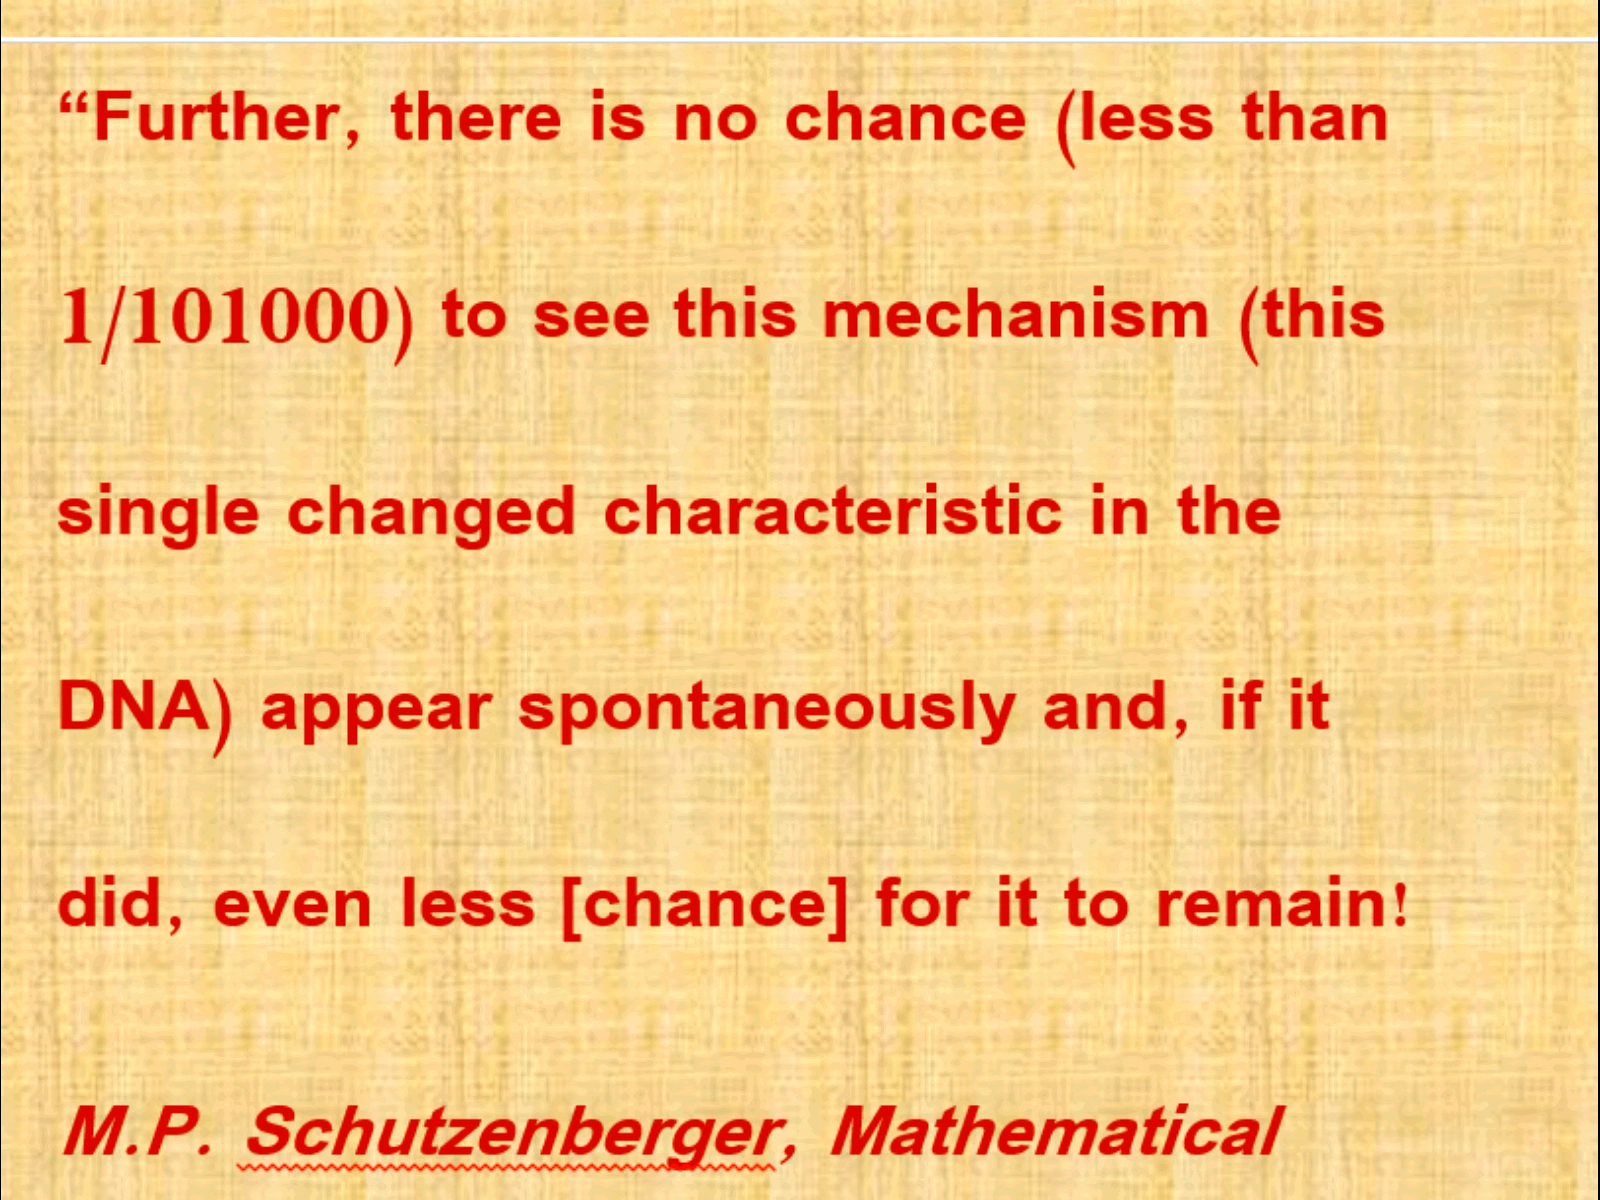 “Further, there is no chance (less than
1/101000) to see this mechanism (this
single changed characteristic in the
DNA) appear spontaneously and, if it
did, even less [chance] for it to remain!
M.P. Schutzenberger, Mathematical